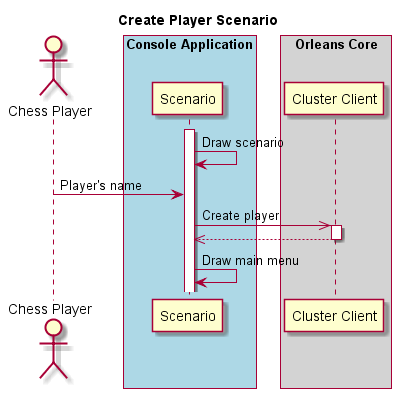 Create Player Scenario
Console Application
Orleans Core
Chess Player
Scenario
Cluster Client
Draw scenario
Player's name
Create player
Draw main menu
Chess Player
Scenario
Cluster Client